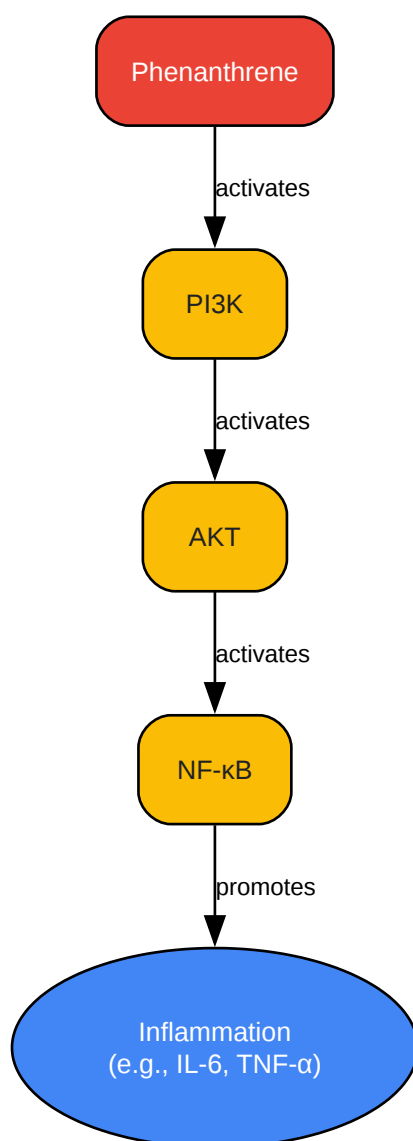 Phenanthrene
activates
PI3K
activates
AKT
activates
NF-κB
promotes
Inflammation
(e.g., IL-6, TNF-α)